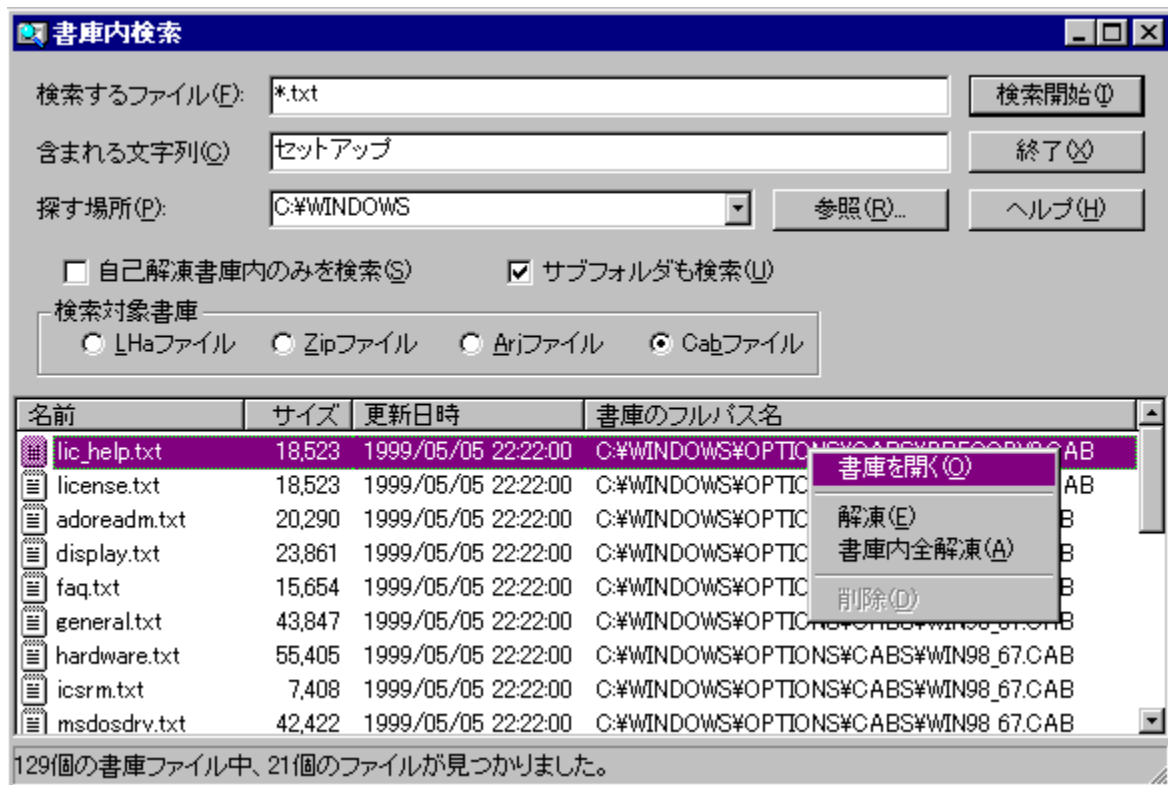 書庫内検索
検索するファイル(F): *.txt 検索開始(I)
含まれる文字列(C) セットアップ 終了(X)
探す場所(P): C:¥WINDOWS 参照(R)... ヘルプ(H)
自己解凍書庫内のみを検索(S) サブフォルダも検索(U)
検索対象書庫
LHaファイル Zipファイル Arjファイル Cabファイル
名前 サイズ 更新日時 書庫のフルパス名
lic_help.txt 18,523 1999/05/05 22:22:00 AB
license.txt 18,523 1999/05/05 22:22:00 C:¥WINDOWS¥OPTIO AB
adoreadm.txt 20,290 1999/05/05 22:22:00 C:¥WINDOWS¥OPTIO B
display.txt 23,861 1999/05/05 22:22:00 C:¥WINDOWS¥OPTIO B
faq.txt 15,654 1999/05/05 22:22:00 C:¥WINDOWS¥OPTIO B
general.txt 43,847 1999/05/05 22:22:00 C:¥WINDOWS¥OPTIONS¥CABS¥WIN98_67.CAB
hardware.txt 55,405 1999/05/05 22:22:00 C:¥WINDOWS¥OPTIONS¥CABS¥WIN98_67.CAB
icsrm.txt 7,408 1999/05/05 22:22:00 C:¥WINDOWS¥OPTIONS¥CABS¥WIN98_67.CAB
msdosdrv.txt 42,422 1999/05/05 22:22:00 C:¥WINDOWS¥OPTIONS¥CABS¥WIN98_67.CAB
書庫を開く(O)
解凍(E)
書庫内全解凍(A)
削除(D)
129個の書庫ファイル中、21個のファイルが見つかりました。